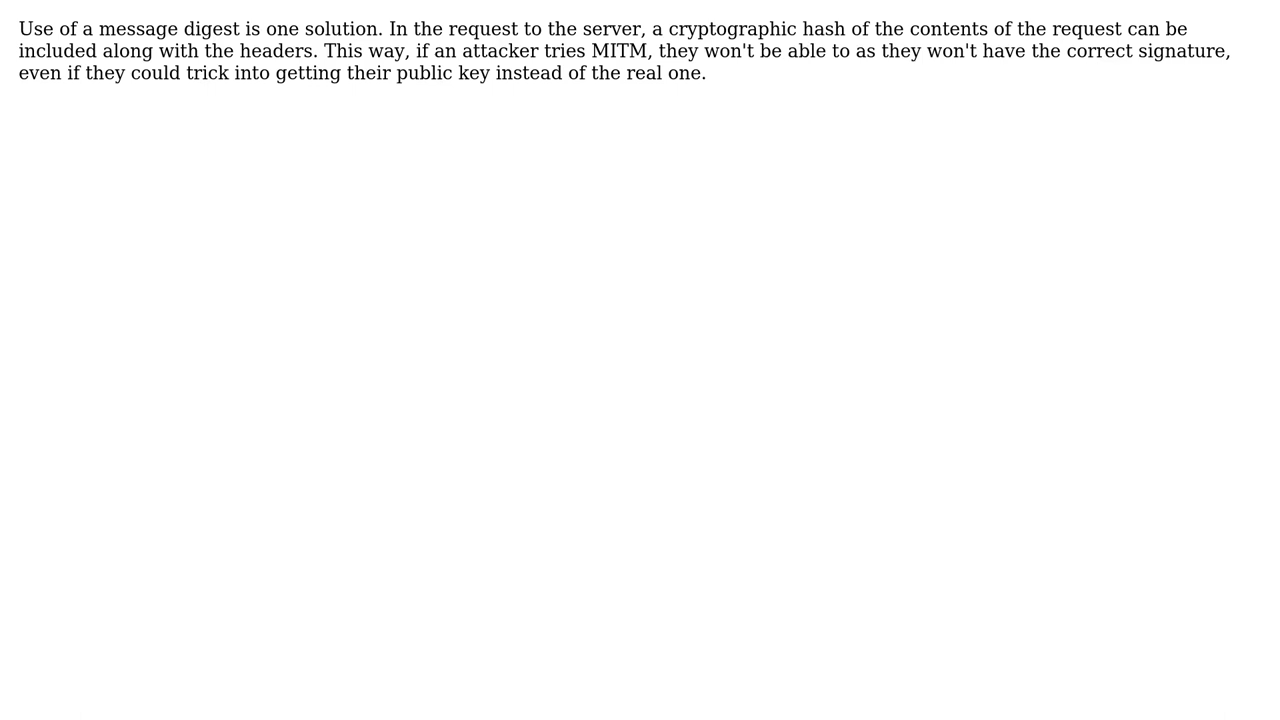 Use of a message digest is one solution. In the request to the server, a cryptographic hash of the contents of the request can be
included along with the headers. This way, if an attacker tries MITM, they won't be able to as they won't have the correct signature,
even if they could trick into getting their public key instead of the real one.